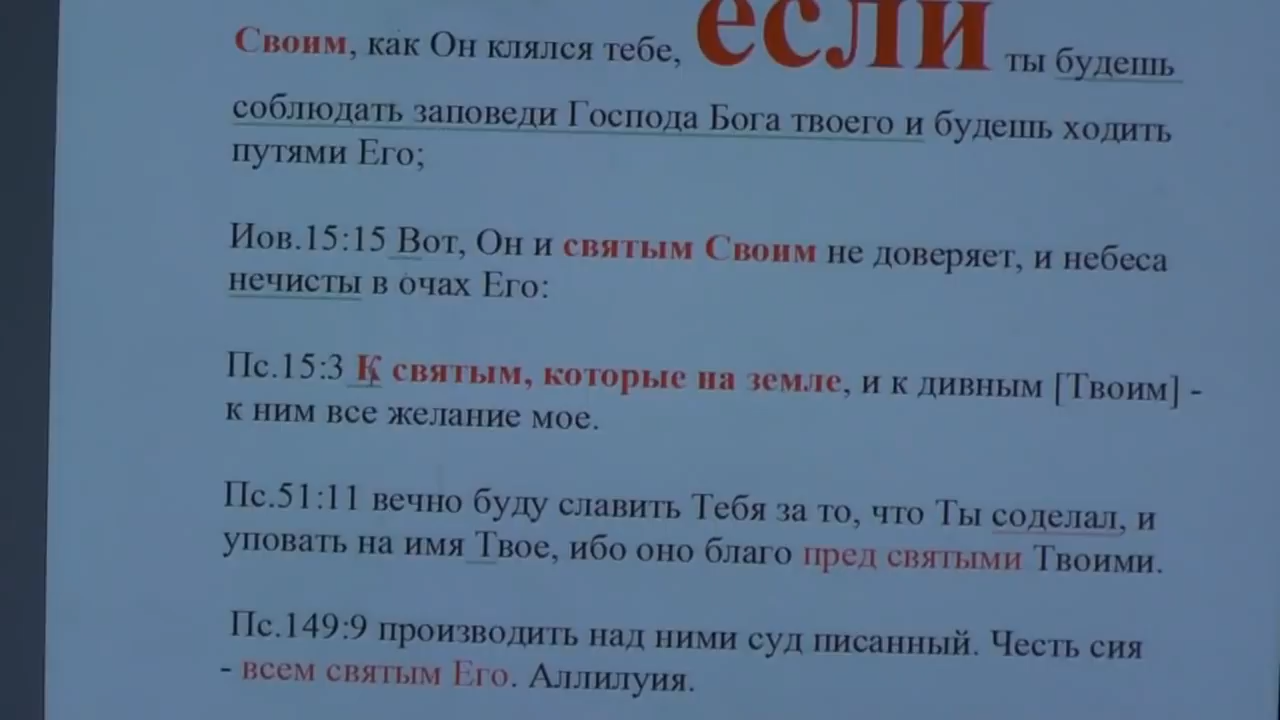 Своим, как Он клялся тебе, если ты будешь
соблюдать заповеди Господа Бога твоего и будешь ходить
путями Его;
Иов.15:15 Вот, Он и святым Своим не доверяет, и небеса
нечисты в очах Его:
Пс.15:3 К святым, которые на земле, и к дивным [Твоим] -
к ним все желание мое.
Пс.51:11 вечно буду славить Тебя за то, что Ты соделал, и
уповать на имя Твое, ибо оно благо пред святыми Твоими.
Пс.149:9 производить над ними суд писанный. Честь сия
- всем святым Его. Аллилуия.